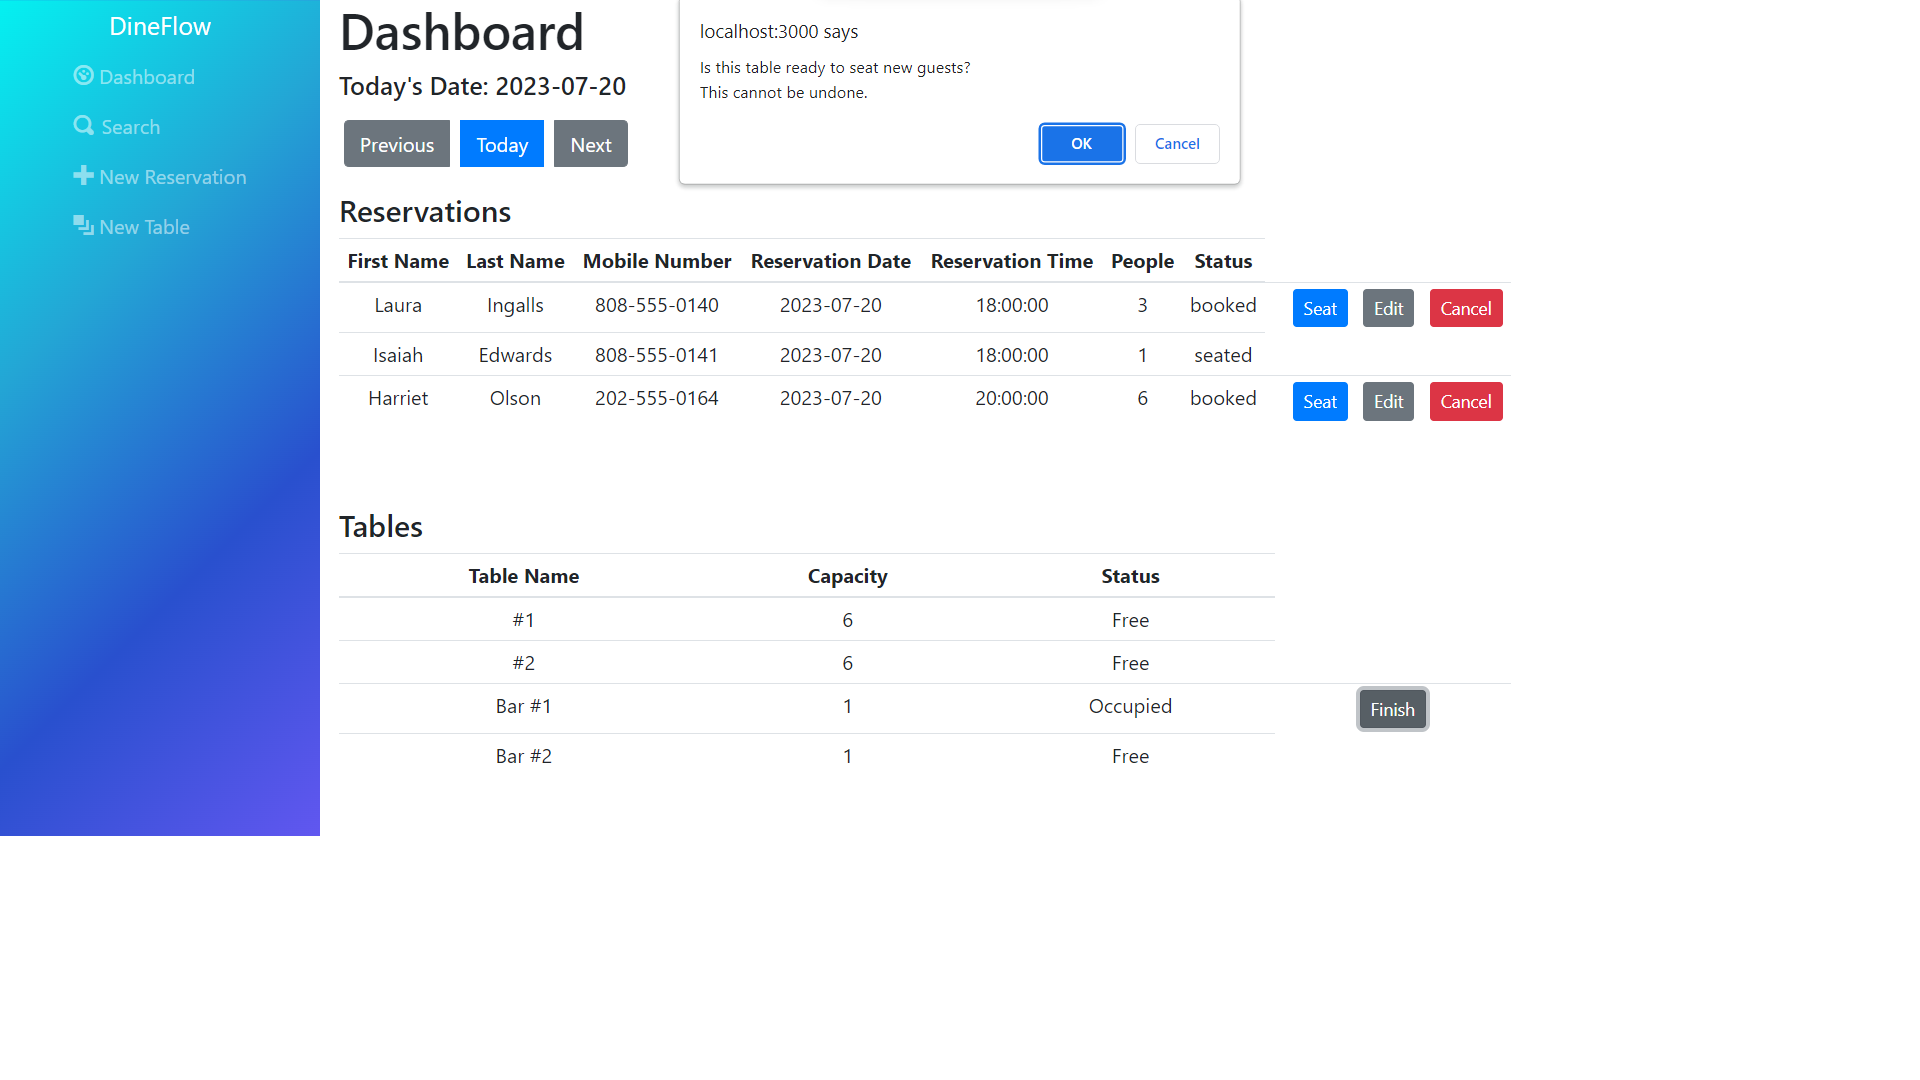 DineFlow
Dashboard
Search
New Reservation
New Table
Dashboard
Today's Date: 2023-07-20
Previous Today Next
localhost:3000 says
Is this table ready to seat new guests?
This cannot be undone.
OK Cancel
Reservations
First Name Last Name Mobile Number Reservation Date Reservation Time People Status
Laura Ingalls 808-555-0140 2023-07-20 18:00:00 3 booked Seat Edit Cancel
Isaiah Edwards 808-555-0141 2023-07-20 18:00:00 1 seated
Harriet Olson 202-555-0164 2023-07-20 20:00:00 6 booked Seat Edit Cancel
Tables
Table Name Capacity Status
#1 6 Free
#2 6 Free
Bar #1 1 Occupied Finish
Bar #2 1 Free